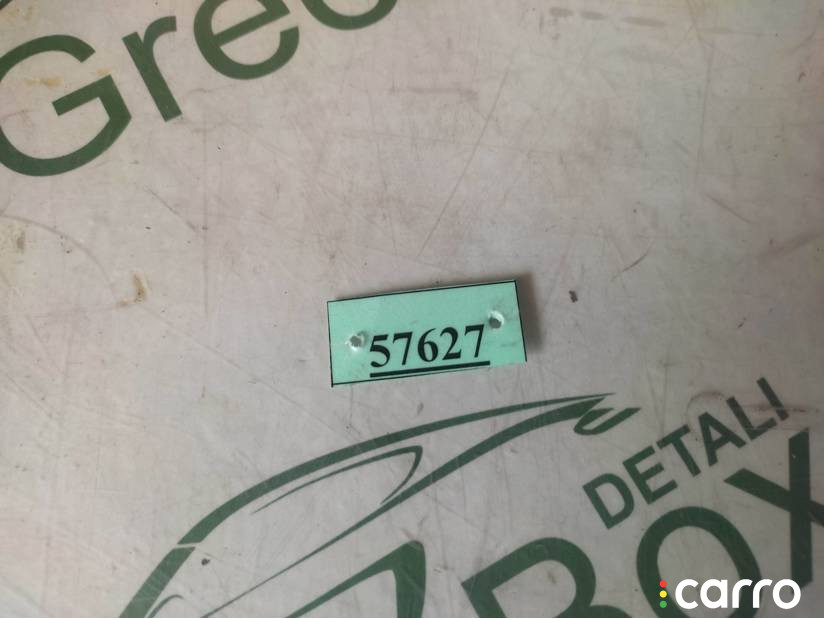 Gree
57627
DETALI
BOX
carro